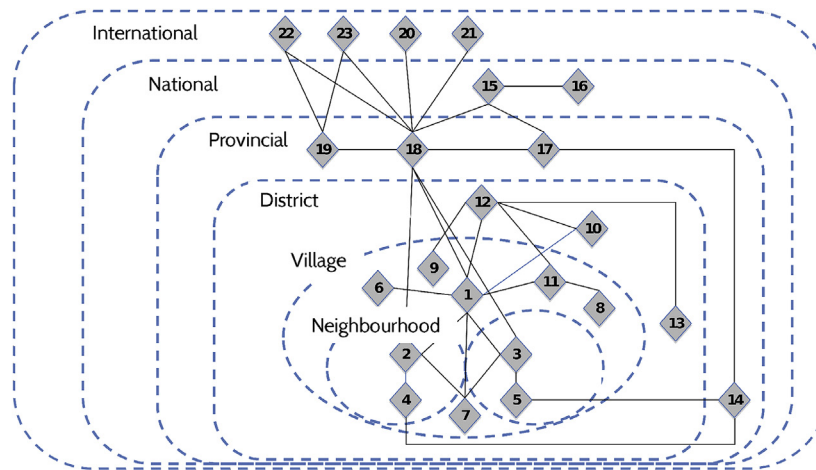 International
22 23 20 21
National
15 16
Provincial
19 18 17
District
12
10
Village
9
11
6 1
8
Neighbourhood
13
2 3
4 5 14
7